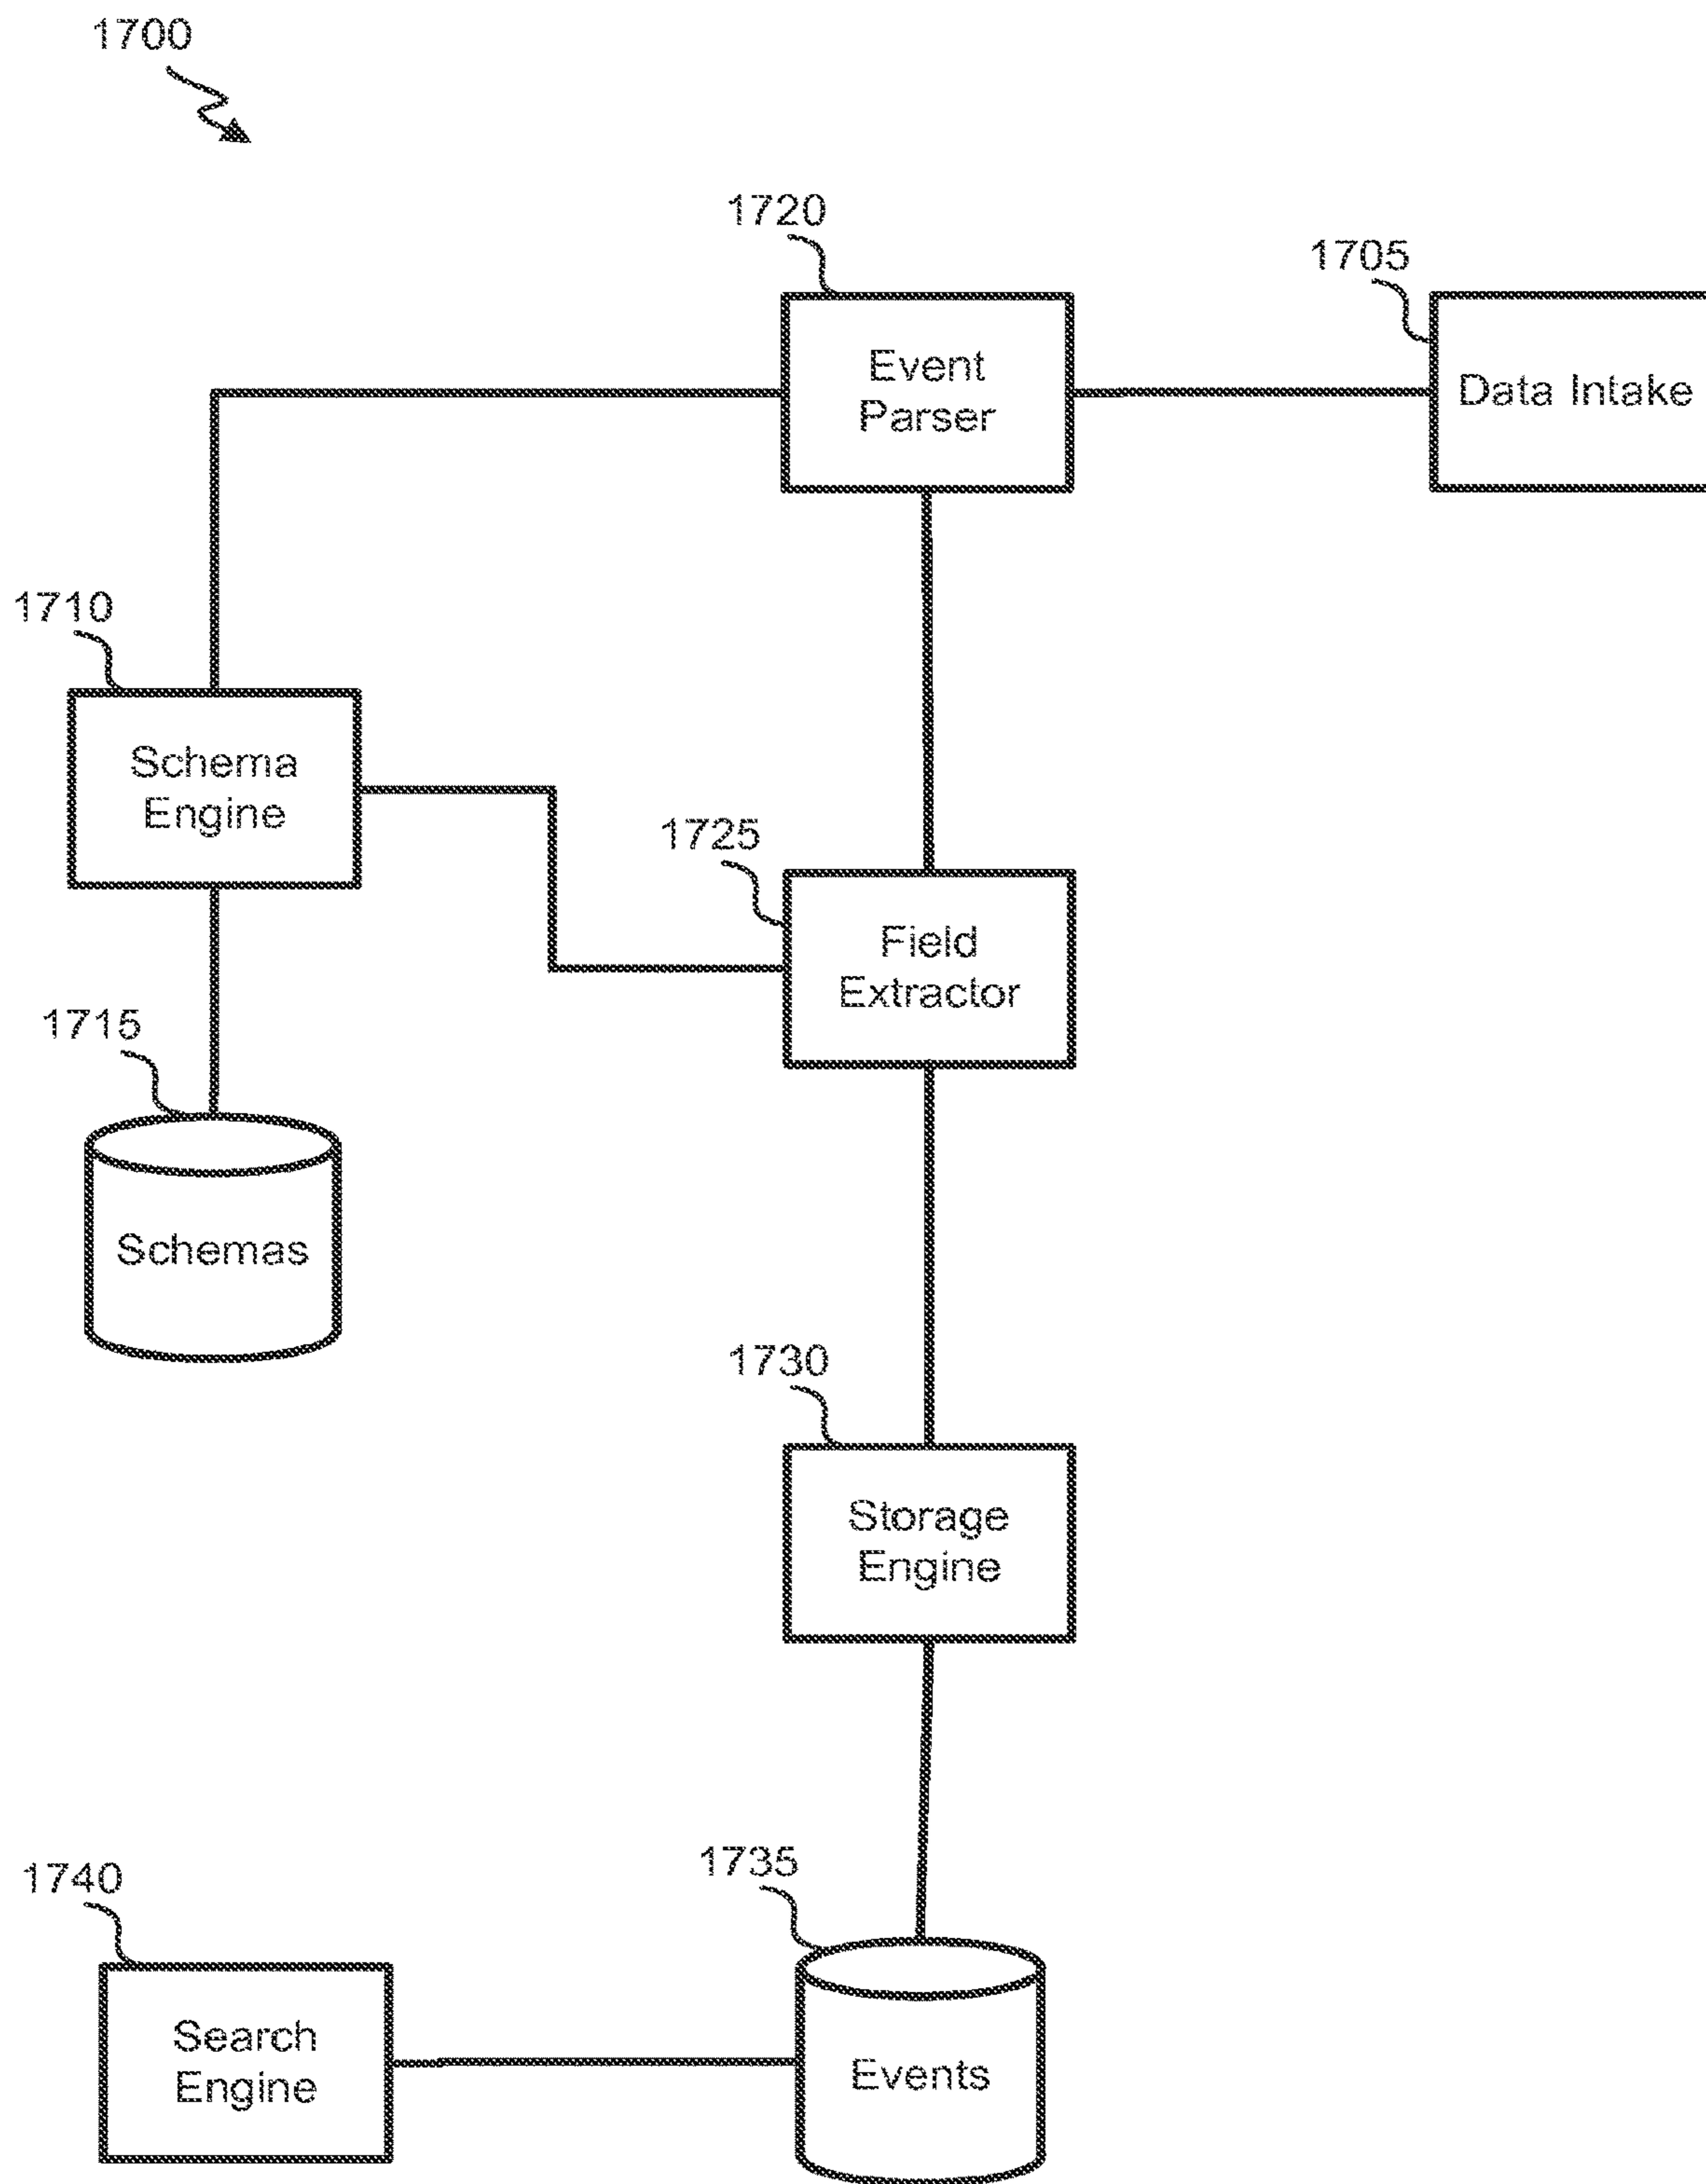 1700
1720
1705
Event
Parser
Data Intake
1710
Schema
Engine
1725
Field
Extractor
1715
Schemas
1730
Storage
Engine
1740
1735
Search
Engine
Events